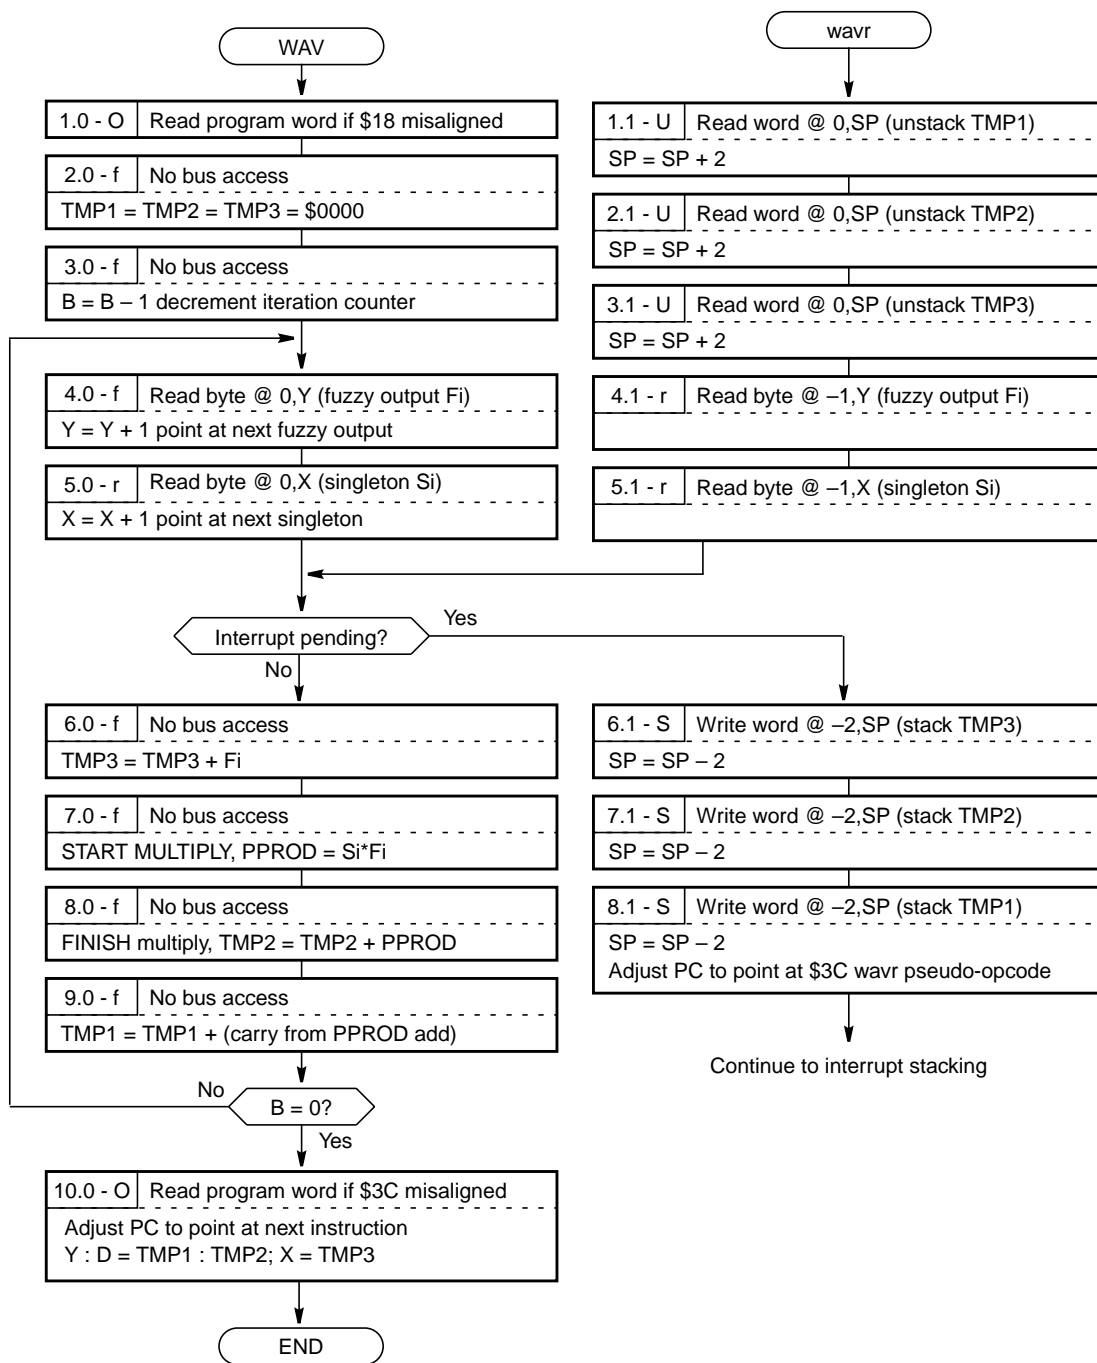 WAV
1.0 - O Read program word if $18 misaligned
2.0 - f No bus access
TMP1 = TMP2 = TMP3 = $0000
3.0 - f No bus access
B = B – 1 decrement iteration counter
4.0 - f Read byte @ 0,Y (fuzzy output Fi)
Y = Y + 1 point at next fuzzy output
5.0 - r Read byte @ 0,X (singleton Si)
X = X + 1 point at next singleton
wavr
1.1 - U Read word @ 0,SP (unstack TMP1)
SP = SP + 2
2.1 - U Read word @ 0,SP (unstack TMP2)
SP = SP + 2
3.1 - U Read word @ 0,SP (unstack TMP3)
SP = SP + 2
4.1 - r Read byte @ –1,Y (fuzzy output Fi)
5.1 - r Read byte @ –1,X (singleton Si)
Interrupt pending?
Yes
No
6.0 - f No bus access
TMP3 = TMP3 + Fi
7.0 - f No bus access
START MULTIPLY, PPROD = Si*Fi
8.0 - f No bus access
FINISH multiply, TMP2 = TMP2 + PPROD
9.0 - f No bus access
TMP1 = TMP1 + (carry from PPROD add)
6.1 - S Write word @ –2,SP (stack TMP3)
SP = SP – 2
7.1 - S Write word @ –2,SP (stack TMP2)
SP = SP – 2
8.1 - S Write word @ –2,SP (stack TMP1)
SP = SP – 2
Adjust PC to point at $3C wavr pseudo-opcode
Continue to interrupt stacking
No
B = 0?
Yes
10.0 - O Read program word if $3C misaligned
Adjust PC to point at next instruction
Y : D = TMP1 : TMP2; X = TMP3
END